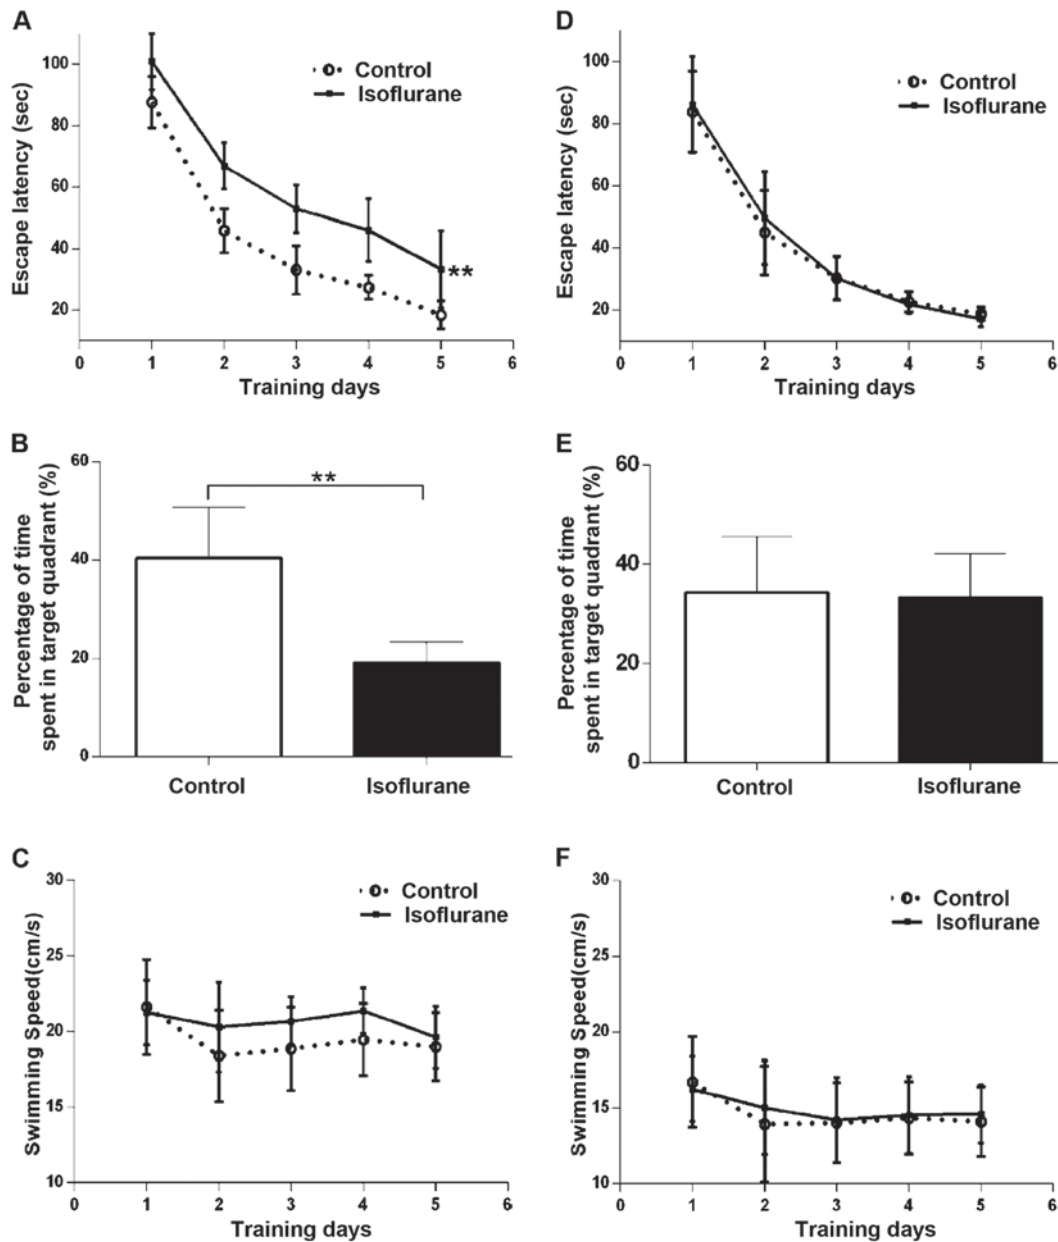 A
Escape latency (sec)
100
80
60
40
20
0
1
2
3
4
5
6
Training days
Control
Isoflurane
**
D
Escape latency (sec)
100
80
60
40
20
0
1
2
3
4
5
6
Training days
Control
Isoflurane
B
Percentage of time
spent in target quadrant (%)
60
40
20
0
**
Control
Isoflurane
E
Percentage of time
spent in target quadrant (%)
60
40
20
0
Control
Isoflurane
C
Swimming Speed(cm/s)
30
25
20
15
10
0
1
2
3
4
5
6
Training days
Control
Isoflurane
F
Swimming Speed(cm/s)
30
25
20
15
10
0
1
2
3
4
5
6
Training days
Control
Isoflurane